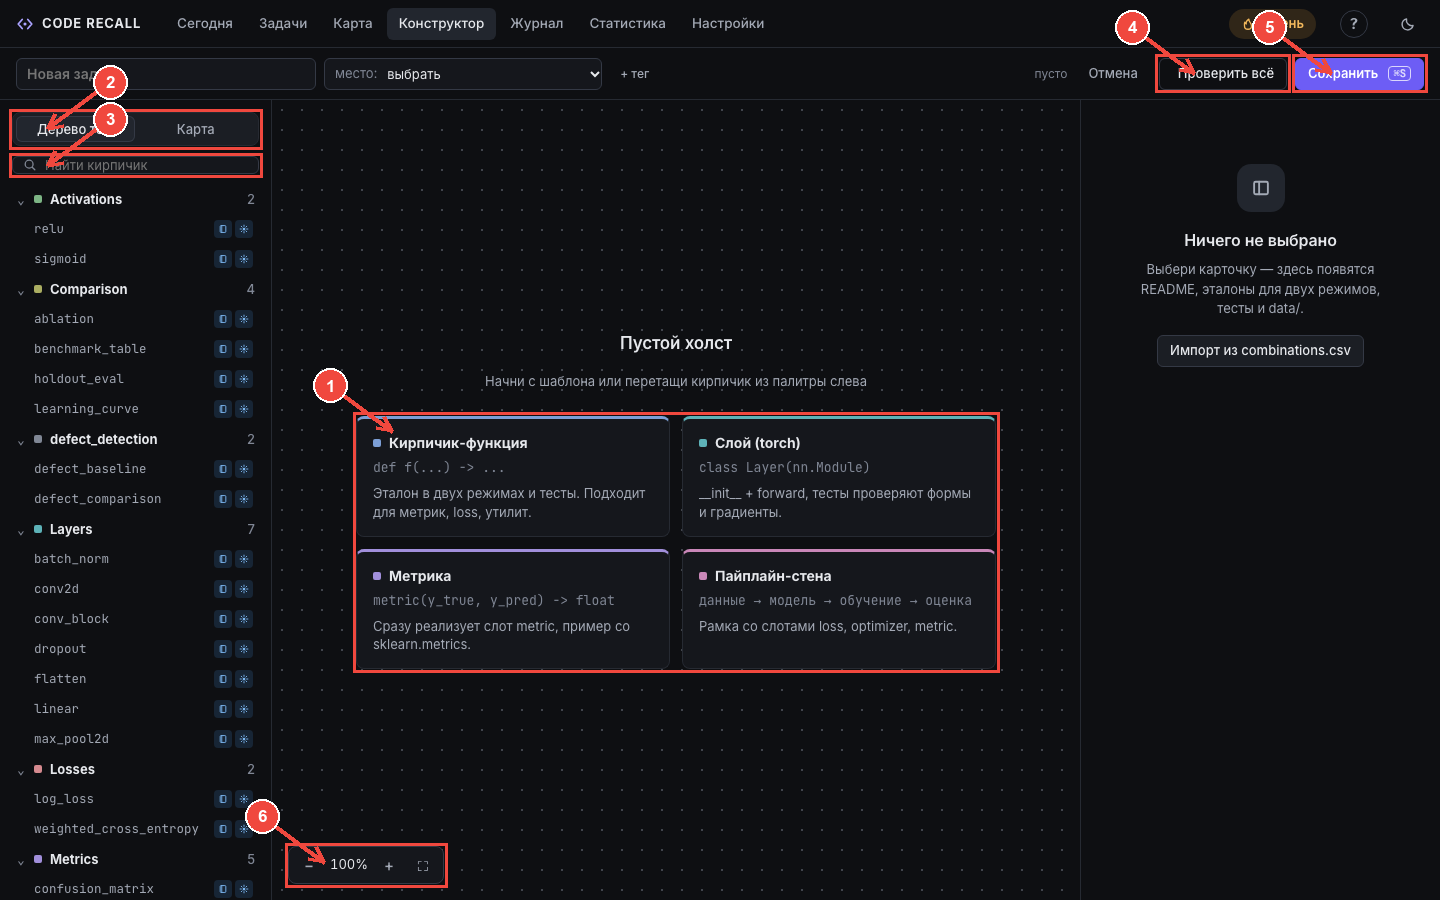 CODE RECALL
Сегодня
Задачи
Карта
Конструктор
Журнал
Статистика
Настройки
?
место: выбрать
+ тег
пусто
Отмена
Проверить всё
Сохранить ⌘S
4
5
2
3
Карта
Найти кирпичик
Activations 2
relu
sigmoid
Comparison 4
ablation
benchmark_table
holdout_eval
learning_curve
defect_detection 2
defect_baseline
defect_comparison
Layers 7
batch_norm
conv2d
conv_block
dropout
flatten
linear
max_pool2d
Losses 2
log_loss
weighted_cross_entropy
Metrics 5
confusion_matrix
Пустой холст
Начни с шаблона или перетащи кирпичик из палитры слева
1
Кирпичик-функция
def f(...) -> ...
Эталон в двух режимах и тесты. Подходит
для метрик, loss, утилит.
Слой (torch)
class Layer(nn.Module)
__init__ + forward, тесты проверяют формы
и градиенты.
Метрика
metric(y_true, y_pred) -> float
Сразу реализует слот metric, пример со
sklearn.metrics.
Пайплайн-стена
данные → модель → обучение → оценка
Рамка со слотами loss, optimizer, metric.
6
− 100% +
Ничего не выбрано
Выбери карточку — здесь появятся
README, эталоны для двух режимов,
тесты и data/.
Импорт из combinations.csv